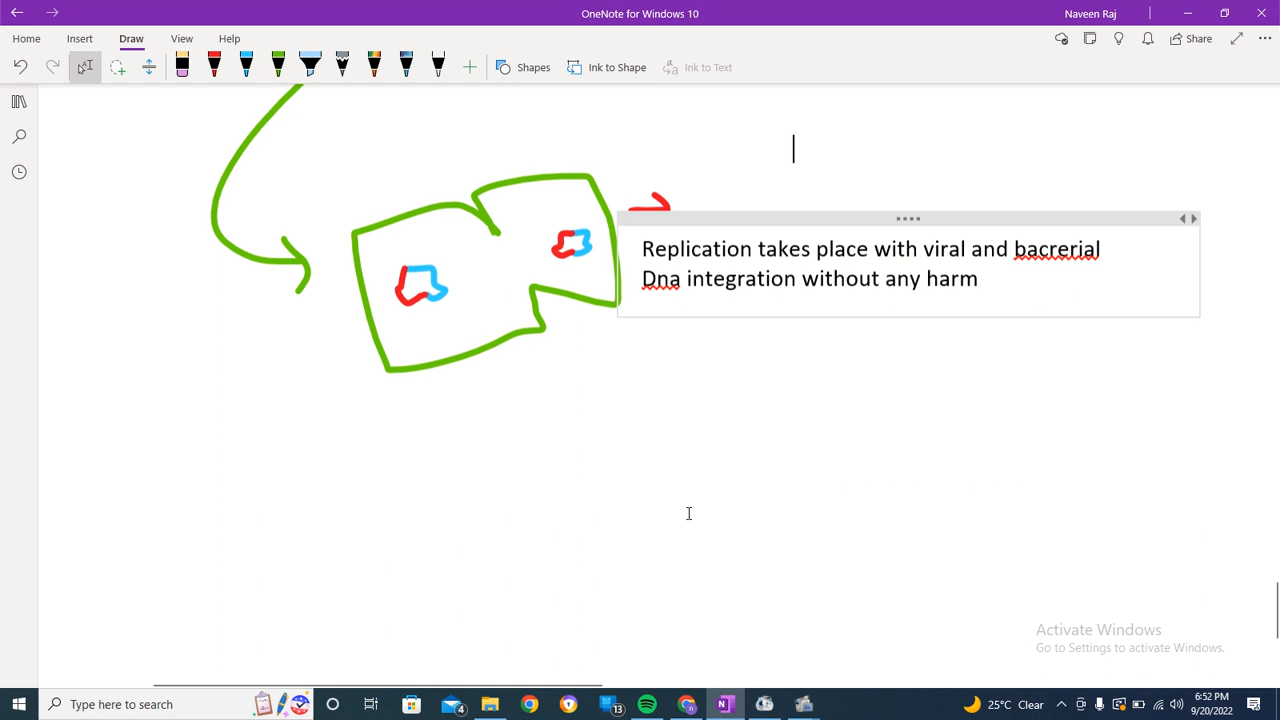 OneNote for Windows 10
Naveen Raj
Home Insert Draw View Help
Share
Shapes
Ink to Shape
Ink to Text
Replication takes place with viral and bacrerial
Dna integration without any harm
Activate Windows
Go to Settings to activate Windows.
Type here to search
4
13
25°C Clear
6:52 PM
9/20/2022